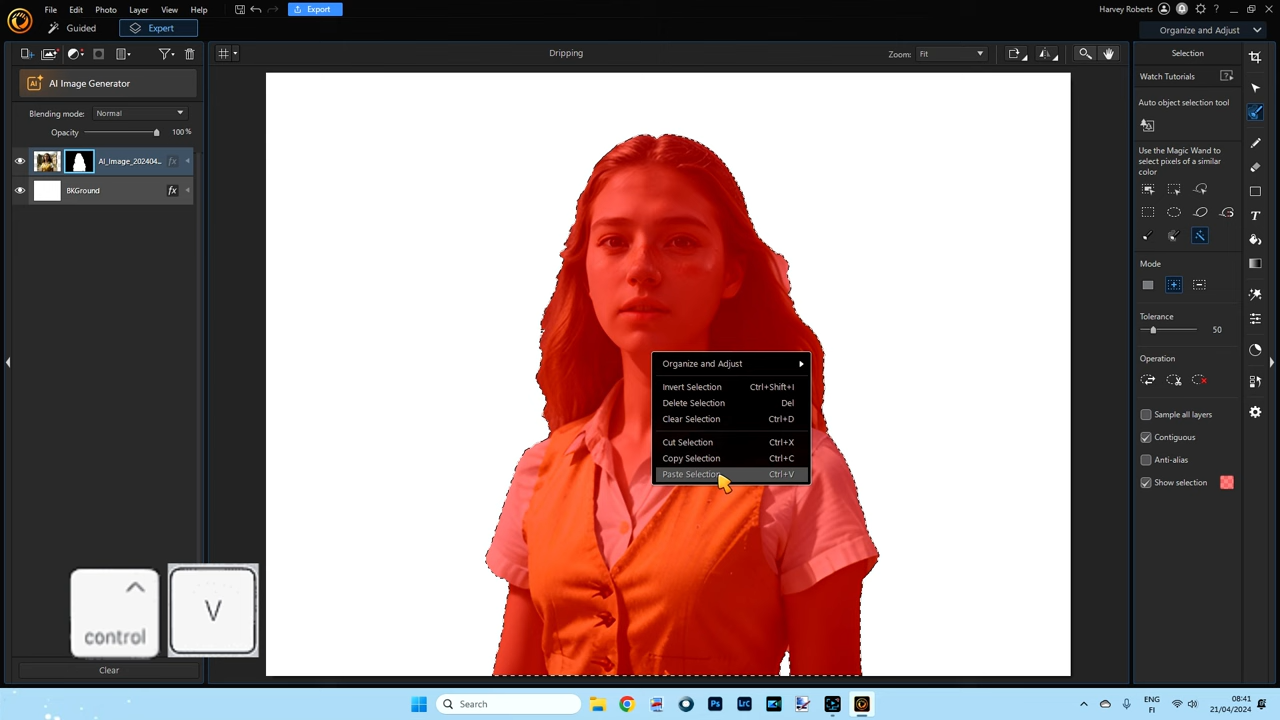 File Edit Photo Layer View Help Export Harvey Roberts
Guided Expert Organize and Adjust
Dripping Zoom: Fit Selection
AI Image Generator Watch Tutorials
Blending mode: Normal
Opacity 100 %
AI_Image_202404...
BKGround fx
Auto object selection tool
Use the Magic Wand to
select pixels of a similar
color
Mode
Tolerance
50
Operation
Sample all layers
Contiguous
Anti-alias
Show selection
Organize and Adjust
Invert Selection Ctrl+Shift+I
Delete Selection Del
Clear Selection Ctrl+D
Cut Selection Ctrl+X
Copy Selection Ctrl+C
Paste Selection Ctrl+V
control V
Clear
Search Ps LrC ENG FI 08:41
21/04/2024